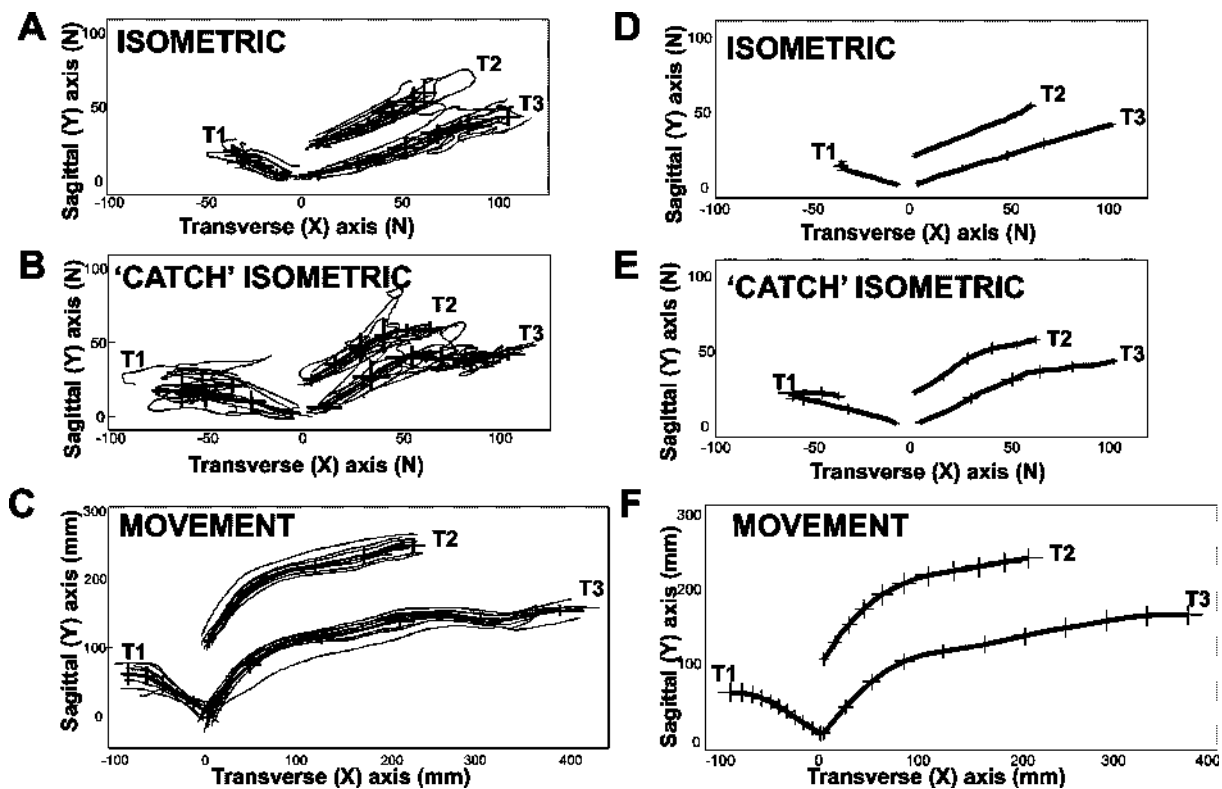 A
ISOMETRIC
Sagittal (Y) axis (N)
100
50
0
T1
T2
T3
-100
-50
0
50
100
Transverse (X) axis (N)
D
ISOMETRIC
Sagittal (Y) axis (N)
100
50
0
T1
T2
T3
-100
-50
0
50
100
Transverse (X) axis (N)
B
'CATCH' ISOMETRIC
Sagittal (Y) axis (N)
100
50
0
T1
T2
T3
-100
-50
0
50
100
Transverse (X) axis (N)
E
'CATCH' ISOMETRIC
Sagittal (Y) axis (N)
100
50
0
T1
T2
T3
-100
-50
0
50
100
Transverse (X) axis (N)
C
MOVEMENT
Sagittal (Y) axis (mm)
300
200
100
0
T1
T2
T3
-100
0
100
200
300
400
Transverse (X) axis (mm)
F
MOVEMENT
Sagittal (Y) axis (mm)
300
200
100
0
T1
T2
T3
-100
0
100
200
300
400
Transverse (X) axis (mm)